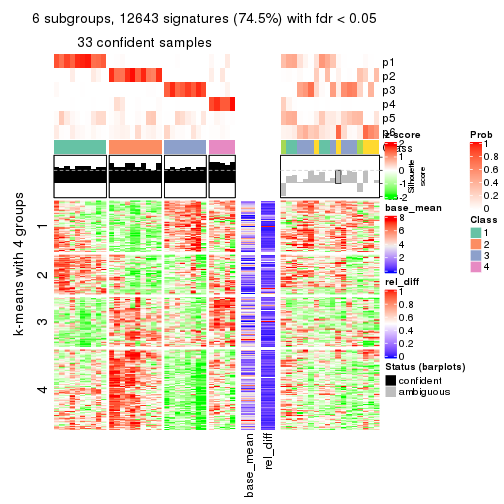 6 subgroups, 12643 signatures (74.5%) with fdr < 0.05
33 confident samples
p1
p2
p3
p4
p5
p6
Class
z-score
2
1
0
-1
-2
Silhouette
score
Prob
1
0.8
0.6
0.4
0.2
0
Class
1
2
3
4
base_mean
8
6
4
2
0
rel_diff
1
0.8
0.6
0.4
0.2
0
Status (barplots)
confident
ambiguous
k-means with 4 groups
1
2
3
4
base_mean
rel_diff